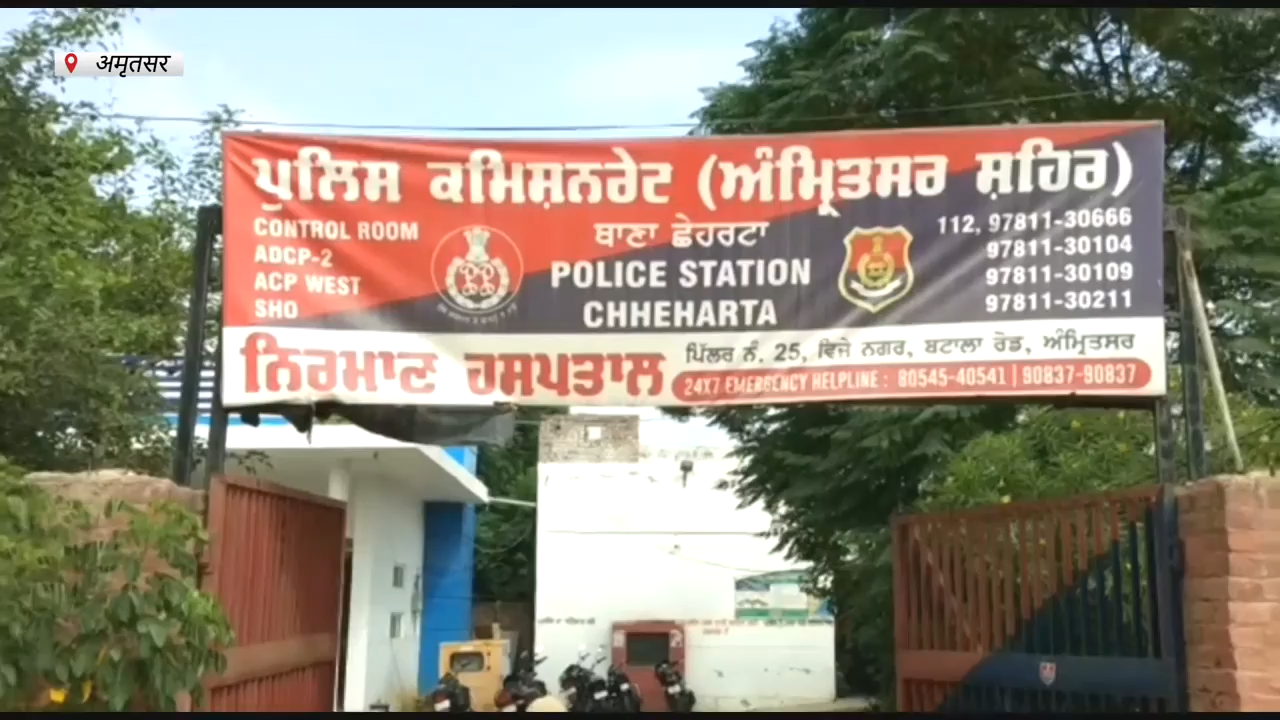 अमृतसर
ਪੁਲਿਸ ਕਮਿਸ਼ਨਰੇਟ (ਅੰਮ੍ਰਿਤਸਰ ਸ਼ਹਿਰ)
CONTROL ROOM 112, 97811-30666
ਥਾਣਾ ਛੇਹਰਟਾ
ADCP-2 97811-30104
POLICE STATION
ACP WEST 97811-30109
CHHEHARTA
SHO 97811-30211
ਨਿਰਮਾਣ ਹਸਪਤਾਲ
ਪਿੱਲਰ ਨੰ. 25, ਵਿਜੇ ਨਗਰ, ਬਟਾਲਾ ਰੋਡ, ਅੰਮ੍ਰਿਤਸਰ
24X7 EMERGENCY HELPLINE : 80545-40541 | 90837-90837